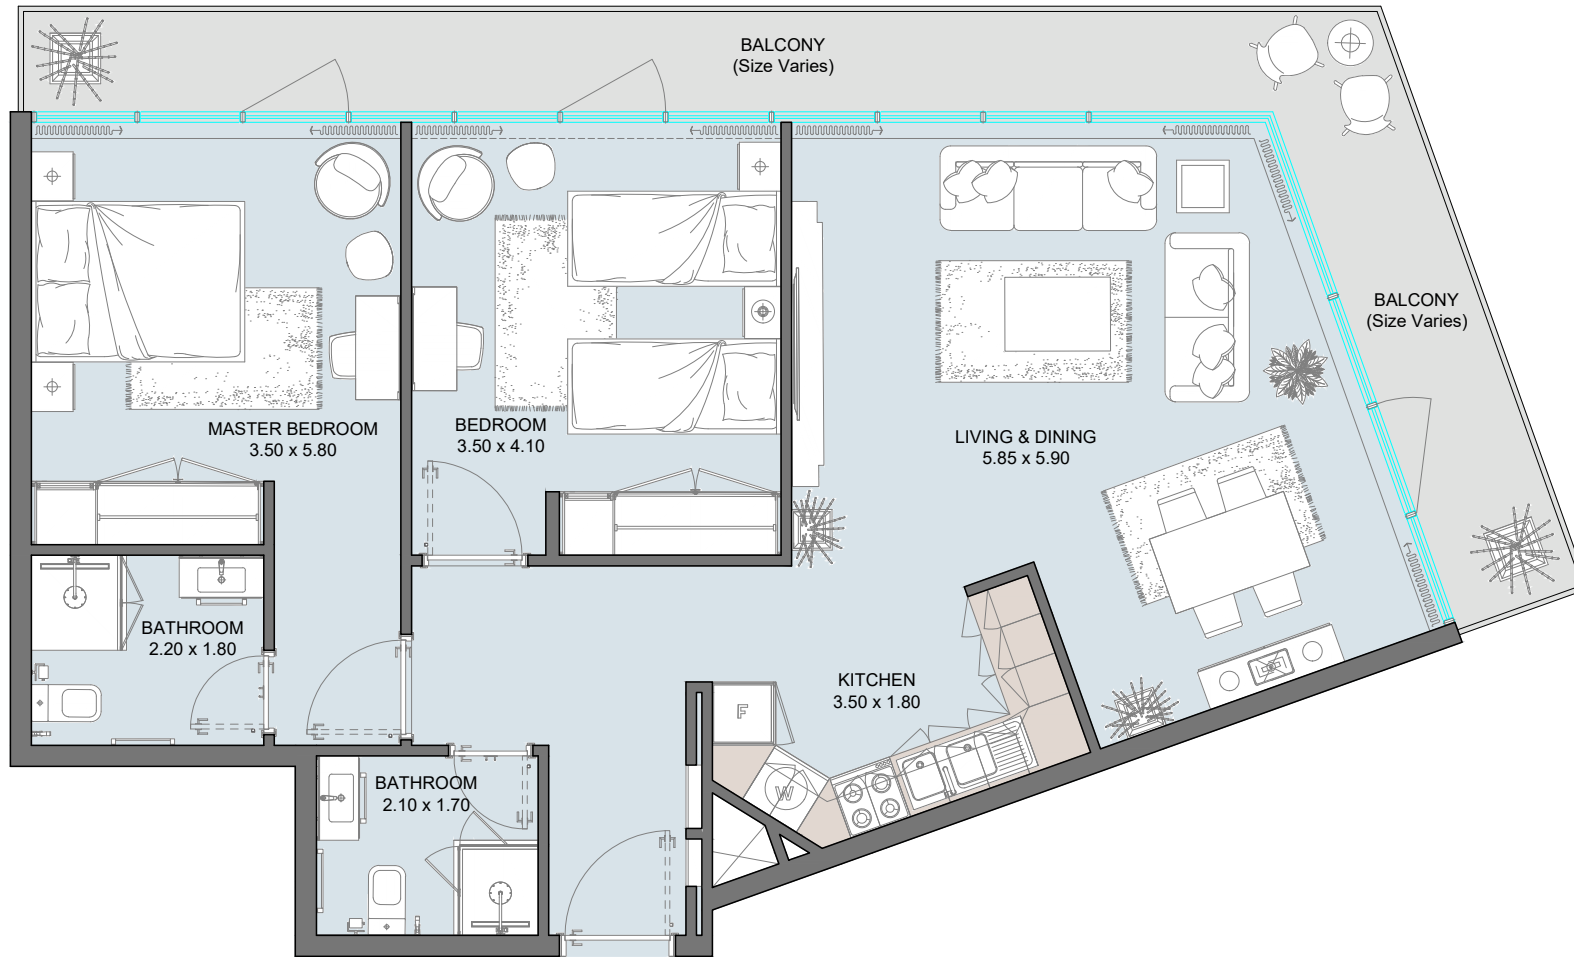 BALCONY
(Size Varies)
BALCONY
(Size Varies)
MASTER BEDROOM
3.50 x 5.80
BEDROOM
3.50 x 4.10
LIVING & DINING
5.85 x 5.90
BATHROOM
2.20 x 1.80
KITCHEN
3.50 x 1.80
F
W
BATHROOM
2.10 x 1.70